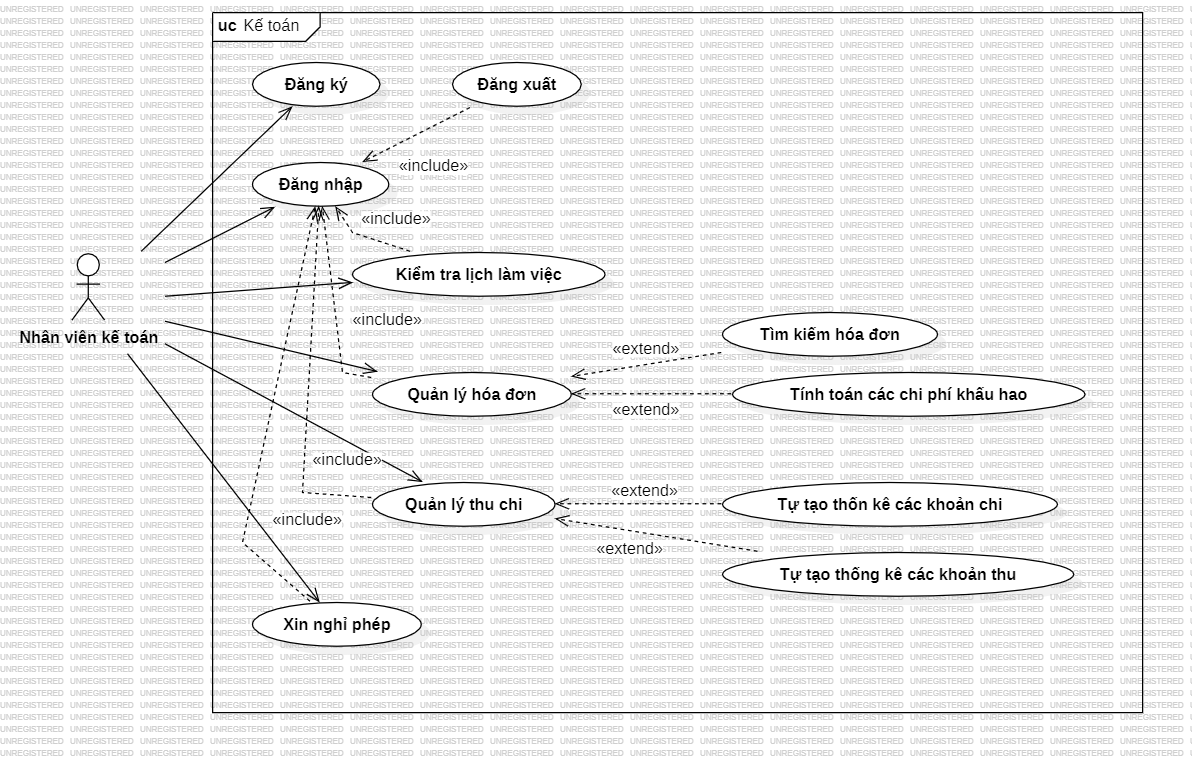 uc Kế toán
Đăng ký
Đăng xuất
«include»
Đăng nhập
«include»
Kiểm tra lịch làm việc
Nhân viên kế toán
«include»
Tìm kiếm hóa đơn
«extend»
Quản lý hóa đơn
Tính toán các chi phí khấu hao
«extend»
«include»
«extend»
Quản lý thu chi
Tự tạo thốn kê các khoản chi
«include»
«extend»
Tự tạo thống kê các khoản thu
Xin nghỉ phép
UNREGISTERED